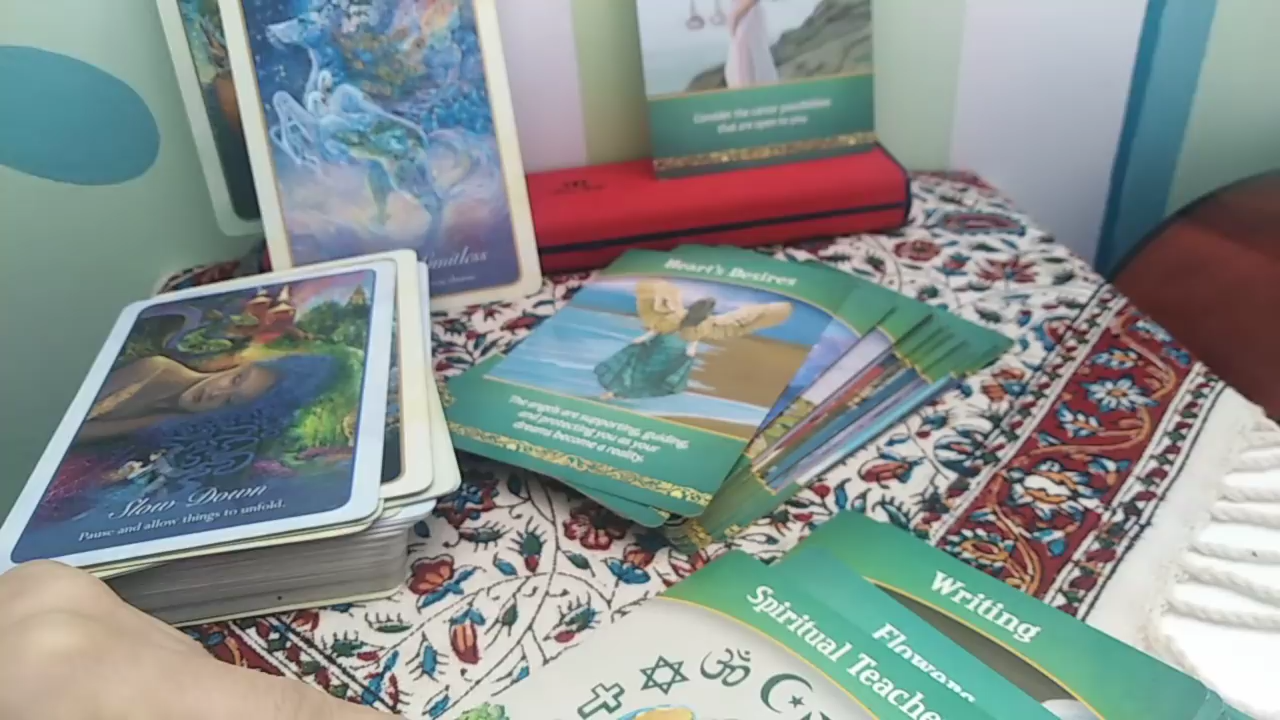 Consider the career possibilities
that are open to you.
Heart's Desires
The angels are supporting, guiding,
and protecting you as your
dreams become a reality.
Slow Down
Pause and allow things to unfold.
Writing
Flowers
Spiritual Teache